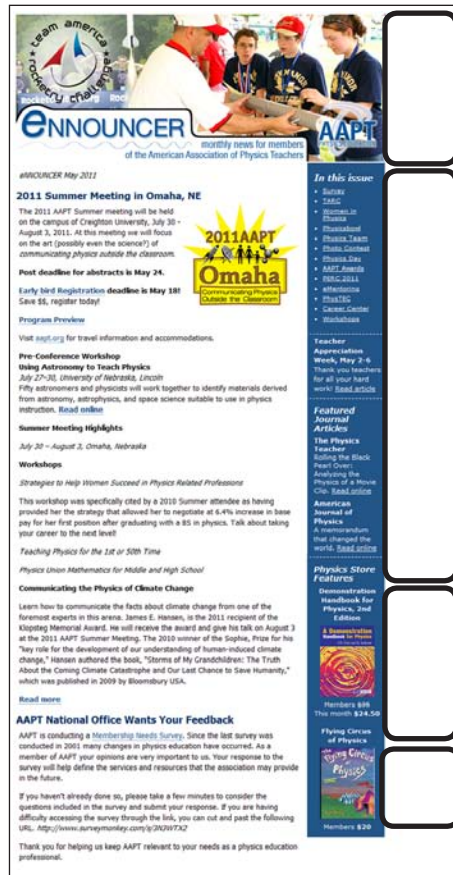 team america
rocketry challenge
eNNOUNCER
AAPT
monthly news for members
of the American Association of Physics Teachers
eNNOUNCER May 2011
2011 Summer Meeting in Omaha, NE
The 2011 AAPT Summer meeting will be held
on the campus of Creighton University, July 30 -
August 3, 2011. At this meeting we will focus
on the art (possibly even the science?) of
communicating physics outside the classroom.
2011AAPT
Omaha
Communicating Physics
Outside the Classroom
Post deadline for abstracts is May 24.
Early bird Registration deadline is May 18!
Save $$, register today!
Program Preview
Visit aapt.org for travel information and accommodations.
Pre-Conference Workshop
Using Astronomy to Teach Physics
July 27-30, University of Nebraska, Lincoln
Fifty astronomers and physicists will work together to identify materials derived
from astronomy, astrophysics, and space science suitable to use in physics
instruction. Read online
Summer Meeting Highlights
July 30 – August 3, Omaha, Nebraska
Workshops
Strategies to Help Women Succeed in Physics Related Professions
This workshop was specifically cited by a 2010 Summer attendee as having
provided her the strategy that allowed her to negotiate at 6.4% increase in base
pay for her first position after graduating with a BS in physics. Talk about taking
your career to the next level!
Teaching Physics for the 1st or 50th Time
Physics Union Mathematics for Middle and High School
Communicating the Physics of Climate Change
Learn how to communicate the facts about climate change from one of the
foremost experts in this arena. James E. Hansen, is the 2011 recipient of the
Klopsteg Memorial Award. He will receive the award and give his talk on August 3
at the 2011 AAPT Summer Meeting. The 2010 winner of the Sophie, Prize for his
"key role for the development of our understanding of human-induced climate
change," Hansen authored the book, "Storms of My Grandchildren: The Truth
About the Coming Climate Catastrophe and Our Last Chance to Save Humanity,"
which was published in 2009 by Bloomsbury USA.
Read more
AAPT National Office Wants Your Feedback
AAPT is conducting a Membership Needs Survey. Since the last survey was
conducted in 2001 many changes in physics education have occurred. As a
member of AAPT your opinions are very important to us. Your response to the
survey will help define the services and resources that the association may provide
in the future.
If you haven't already done so, please take a few minutes to consider the
questions included in the survey and submit your response. If you are having
difficulty accessing the survey through the link, you can cut and past the following
URL. http://www.surveymonkey.com/s/3N3WTX2
Thank you for helping us keep AAPT relevant to your needs as a physics education
professional.
In this issue
Survey
TARC
Women in
Physics
PhysicsBowl
Physics Team
Photo Contest
Physics Day
AAPT Awards
PERC 2011
eMentoring
PhysTEC
Career Center
Workshops
Teacher
Appreciation
Week, May 2-6
Thank you teachers
for all your hard
work! Read article
Featured
Journal
Articles
The Physics
Teacher
Rolling the Black
Pearl Over:
Analyzing the
Physics of a Movie
Clip. Read online
American
Journal of
Physics
A memorandum
that changed the
world. Read online
Physics Store
Features
Demonstration
Handbook for
Physics, 2nd
Edition
A Demonstration
Handbook for Physics
Members $35
This month $24.50
Flying Circus
of Physics
The Flying Circus
of Physics
Members $20